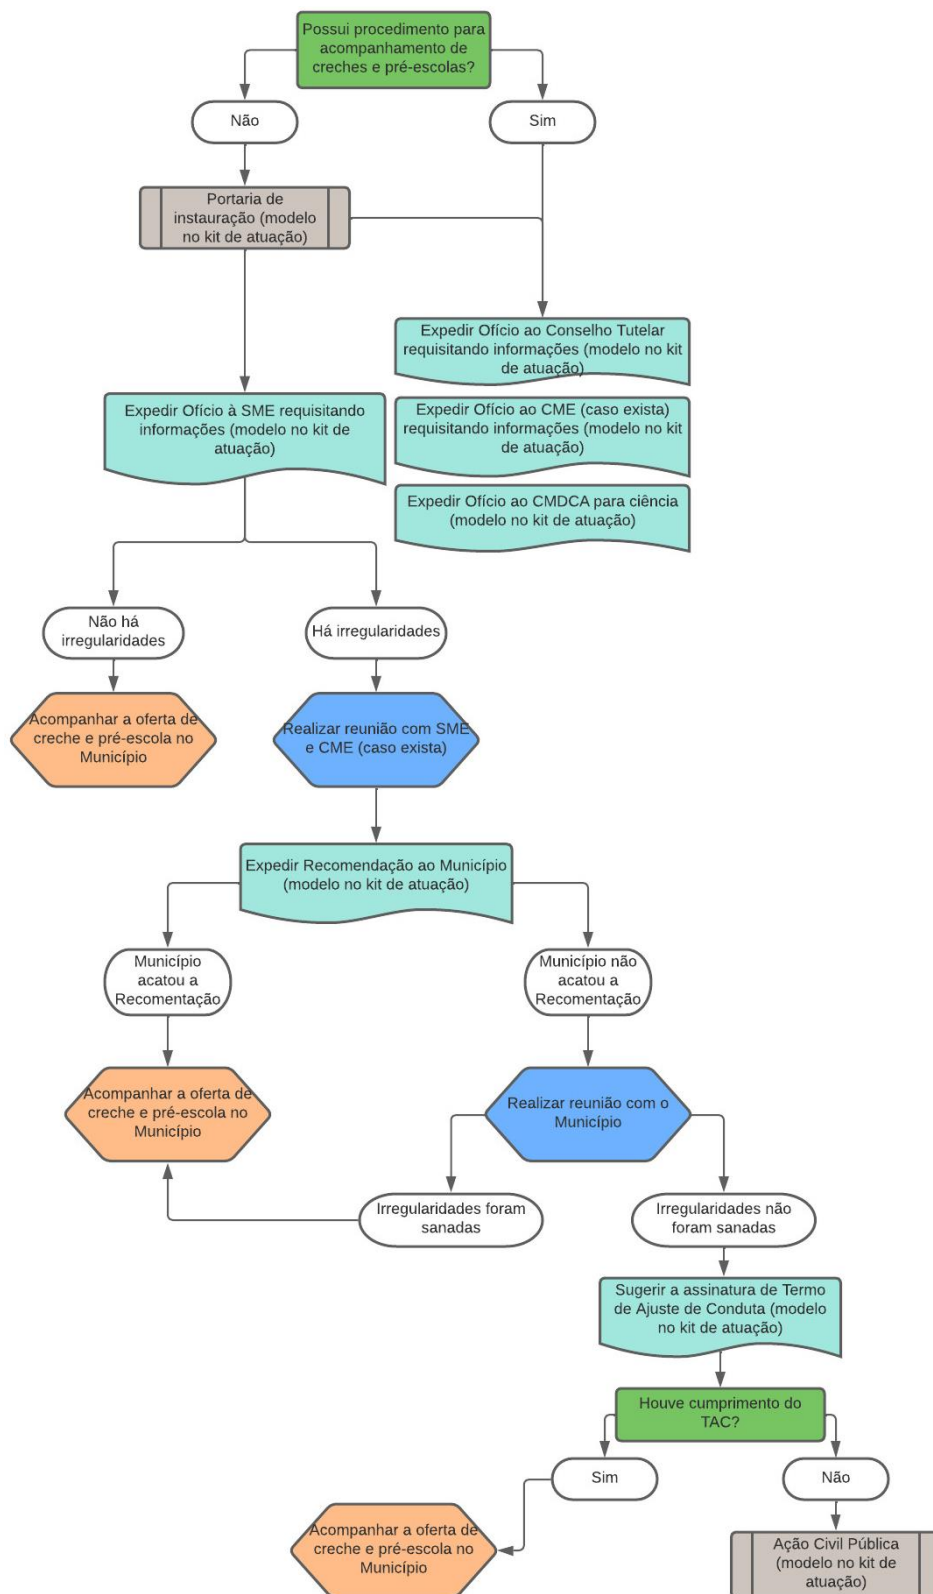 Possui procedimento para
acompanhamento de
creches e pré-escolas?
Não
Sim
Portaria de
instauração (modelo
no kit de atuação)
Expedir Ofício ao Conselho Tutelar
requisitando informações (modelo no kit
de atuação)
Expedir Ofício à SME requisitando
informações (modelo no kit de
atuação)
Expedir Ofício ao CME (caso exista)
requisitando informações (modelo no kit
de atuação)
Expedir Ofício ao CMDCA para ciência
(modelo no kit de atuação)
Não há
irregularidades
Há irregularidades
Acompanhar a oferta de
creche e pré-escola no
Município
Realizar reunião com SME
e CME (caso exista)
Expedir Recomendação ao Município
(modelo no kit de atuação)
Município
acatou a
Recomentação
Município não
acatou a
Recomentação
Acompanhar a oferta de
creche e pré-escola no
Município
Realizar reunião com o
Município
Irregularidades foram
sanadas
Irregularidades não
foram sanadas
Sugerir a assinatura de Termo
de Ajuste de Conduta (modelo
no kit de atuação)
Houve cumprimento do
TAC?
Sim
Não
Acompanhar a oferta de
creche e pré-escola no
Município
Ação Civil Pública
(modelo no kit de
atuação)